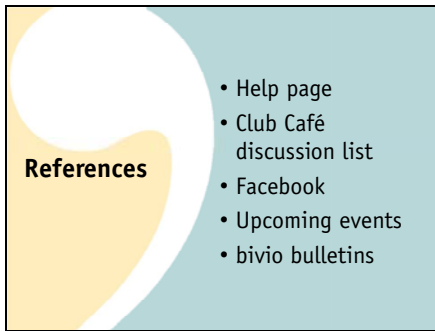 References
• Help page
• Club Café
discussion list
• Facebook
• Upcoming events
• bivio bulletins